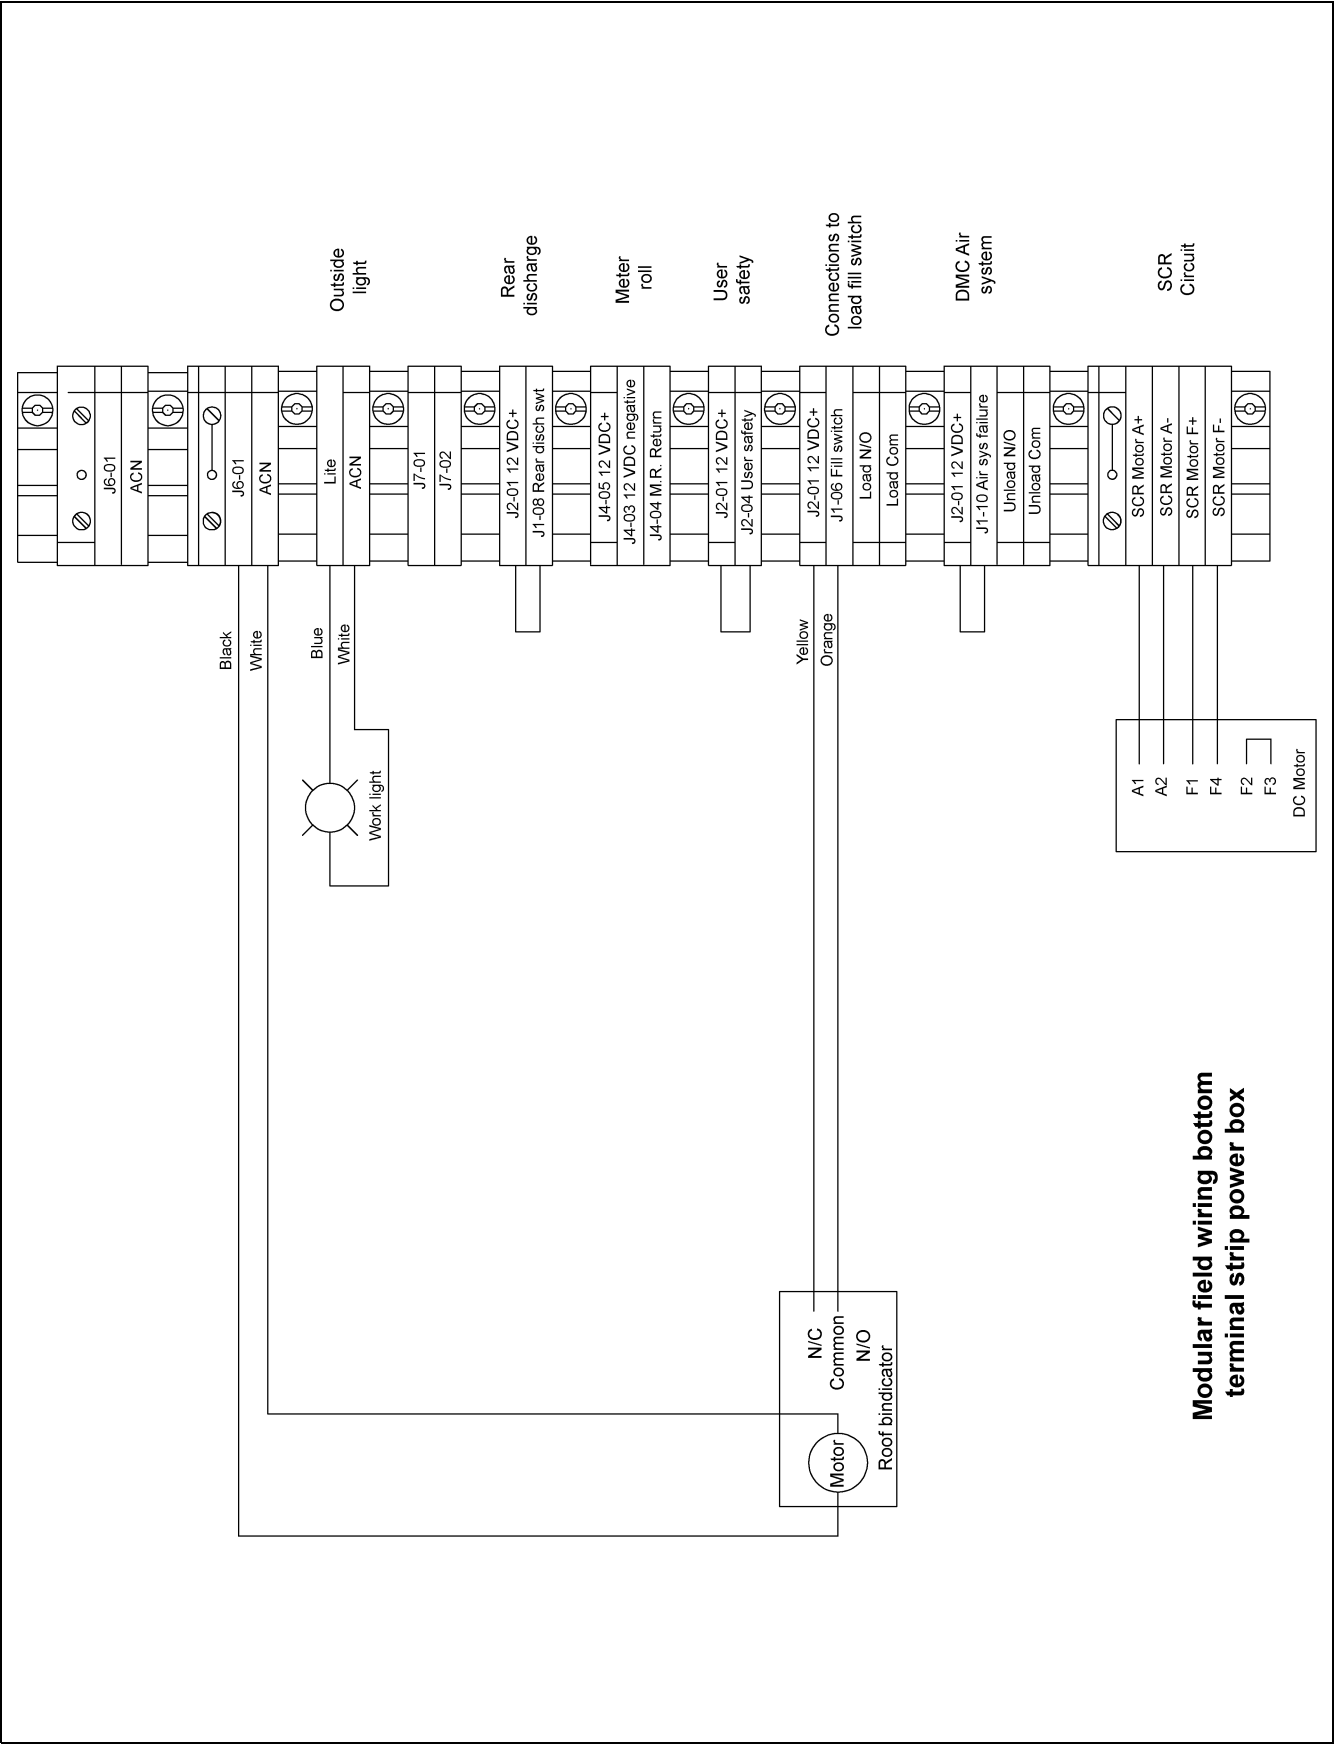 Outside
light
Rear
discharge
Meter
roll
User
safety
Connections to
load fill switch
DMC Air
system
SCR
Circuit
J6-01
ACN
J6-01
ACN
Lite
ACN
J7-01
J7-02
J2-01 12 VDC+
J1-08 Rear disch swt
J4-05 12 VDC+
J4-03 12 VDC negative
J4-04 M.R. Return
J2-01 12 VDC+
J2-04 User safety
J2-01 12 VDC+
J1-06 Fill switch
Load N/O
Load Com
J2-01 12 VDC+
J1-10 Air sys failure
Unload N/O
Unload Com
SCR Motor A+
SCR Motor A-
SCR Motor F+
SCR Motor F-
Black
White
Blue
White
Yellow
Orange
Work light
A1
A2
F1
F4
F2
F3
DC Motor
N/C
Common
N/O
Motor
Roof bindicator
Modular field wiring bottom
terminal strip power box